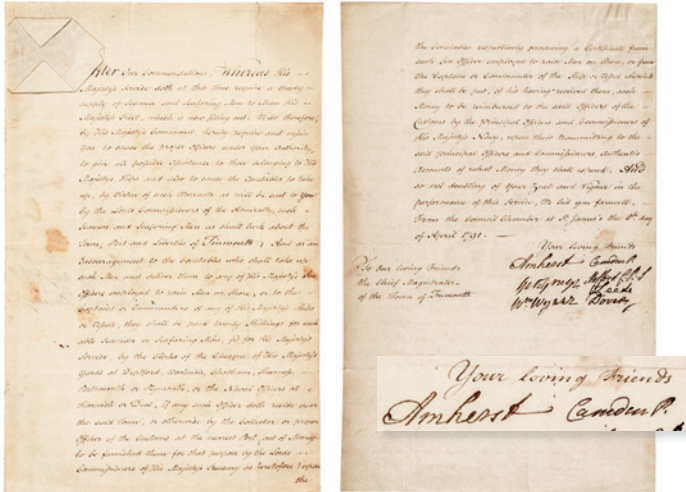 After Our Commendations, Whereas His
Majesty's Service doth at this time require a speedy
supply of Seamen and Seafaring Men to Man His
Majesty's Fleet, which is now fitting out: We do therefore,
by His Majesty's Command, hereby require and enjoin
You to cause the proper Officers under Your Authority,
to give all possible Assistance to those belonging to His
Majesty's Ships and also to cause the Constables to take
up, by Virtue of such Warrants as will be sent to You
by the Lords Commissioners of the Admiralty, such
Seamen and Seafaring Men as shall lurk about the
Town, Port and Liberties of Tinmouth; And as an
Encouragement to the Constables who shall take up
such Men and deliver them to any of His Majesty's Sea
Officers employed to raise Men on Shore, or to the
Captains or Commanders of any of His Majesty's Ships
or Vessels, they shall be paid twenty Shillings for each
able Seaman or Seafaring Man, fit for His Majesty's
Service, by the Clerks of the Cheques of His Majesty's
Yards at Deptford, Woolwich, Chatham, Sheerness,
Portsmouth or Plymouth, or the Naval Officers at
Harwich or Deal, if any such Officer doth reside near
the said Town, or otherwise by the Collector or proper
Officer of the Customs at the nearest Port (out of Money
to be furnished them for that purpose by the Lords
Commissioners of His Majesty's Treasury as heretofore) upon
the
the Constables respectively producing a Certificate from
such Sea Officer employed to raise Men on Shore, or from
the Captain or Commander of the Ship or Vessel aboard
they shall be put, of his having received them, such
Money to be reimbursed to the said Officers of the
Customs by the Principal Officers and Commissioners of
His Majesty's Navy, upon their transmitting to the
said Principal Officers and Commissioners, Authentic
Accounts of what Money they shall expend. And
so not doubting of Your Zeal and Vigour in the
performance of this Service, We bid you farewell.
From the Council Chamber at St. James's the 6th day
of April 1791.
Your loving Friends
Amherst Camden P.
Leeds
Wm Wynne Dover
To Our loving Friends
the Chief Magistrate
of the Town of Tinmouth
Your loving Friends
Amherst Camden P.